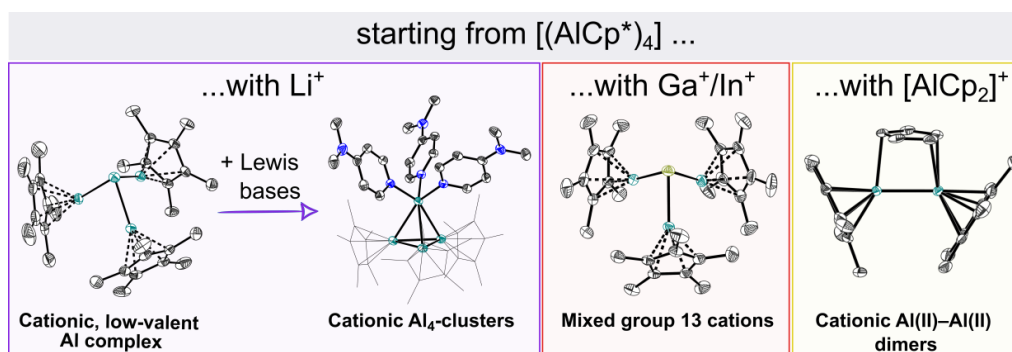 starting from [(AlCp*)₄] ...
...with Li⁺
+ Lewis
bases
Cationic, low-valent
Al complex
Cationic Al₄-clusters
...with Ga⁺/In⁺
Mixed group 13 cations
...with [AlCp₂]⁺
Cationic Al(II)–Al(II)
dimers